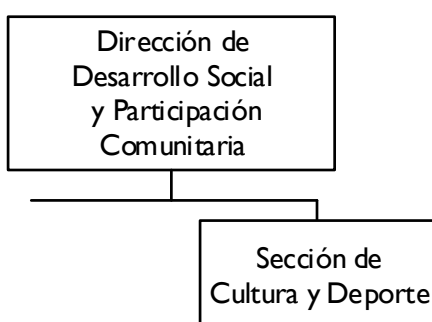 Dirección de
Desarrollo Social
y Participación
Comunitaria
Sección de
Cultura y Deporte